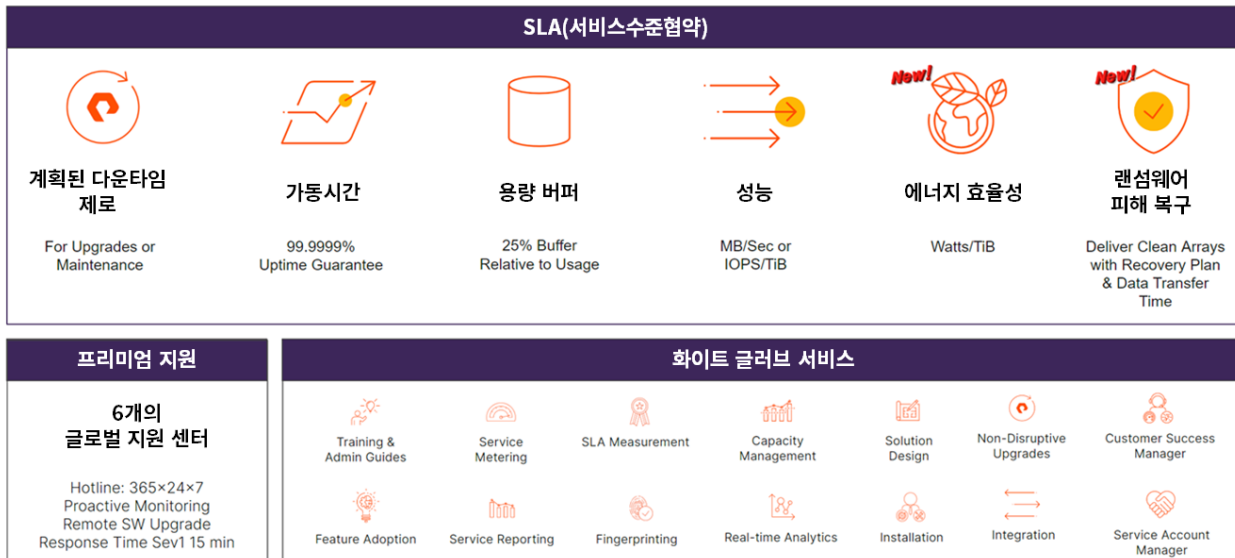 SLA(서비스수준협약)
New!
New!
계획된 다운타임
제로
가동시간
용량 버퍼
성능
에너지 효율성
랜섬웨어
피해 복구
For Upgrades or
Maintenance
99.9999%
Uptime Guarantee
25% Buffer
Relative to Usage
MB/Sec or
IOPS/TiB
Watts/TiB
Deliver Clean Arrays
with Recovery Plan
& Data Transfer
Time
프리미엄 지원
6개의
글로벌 지원 센터
Hotline: 365×24×7
Proactive Monitoring
Remote SW Upgrade
Response Time Sev1 15 min
화이트 글러브 서비스
Training &
Admin Guides
Service
Metering
SLA Measurement
Capacity
Management
Solution
Design
Non-Disruptive
Upgrades
Customer Success
Manager
Feature Adoption
Service Reporting
Fingerprinting
Real-time Analytics
Installation
Integration
Service Account
Manager